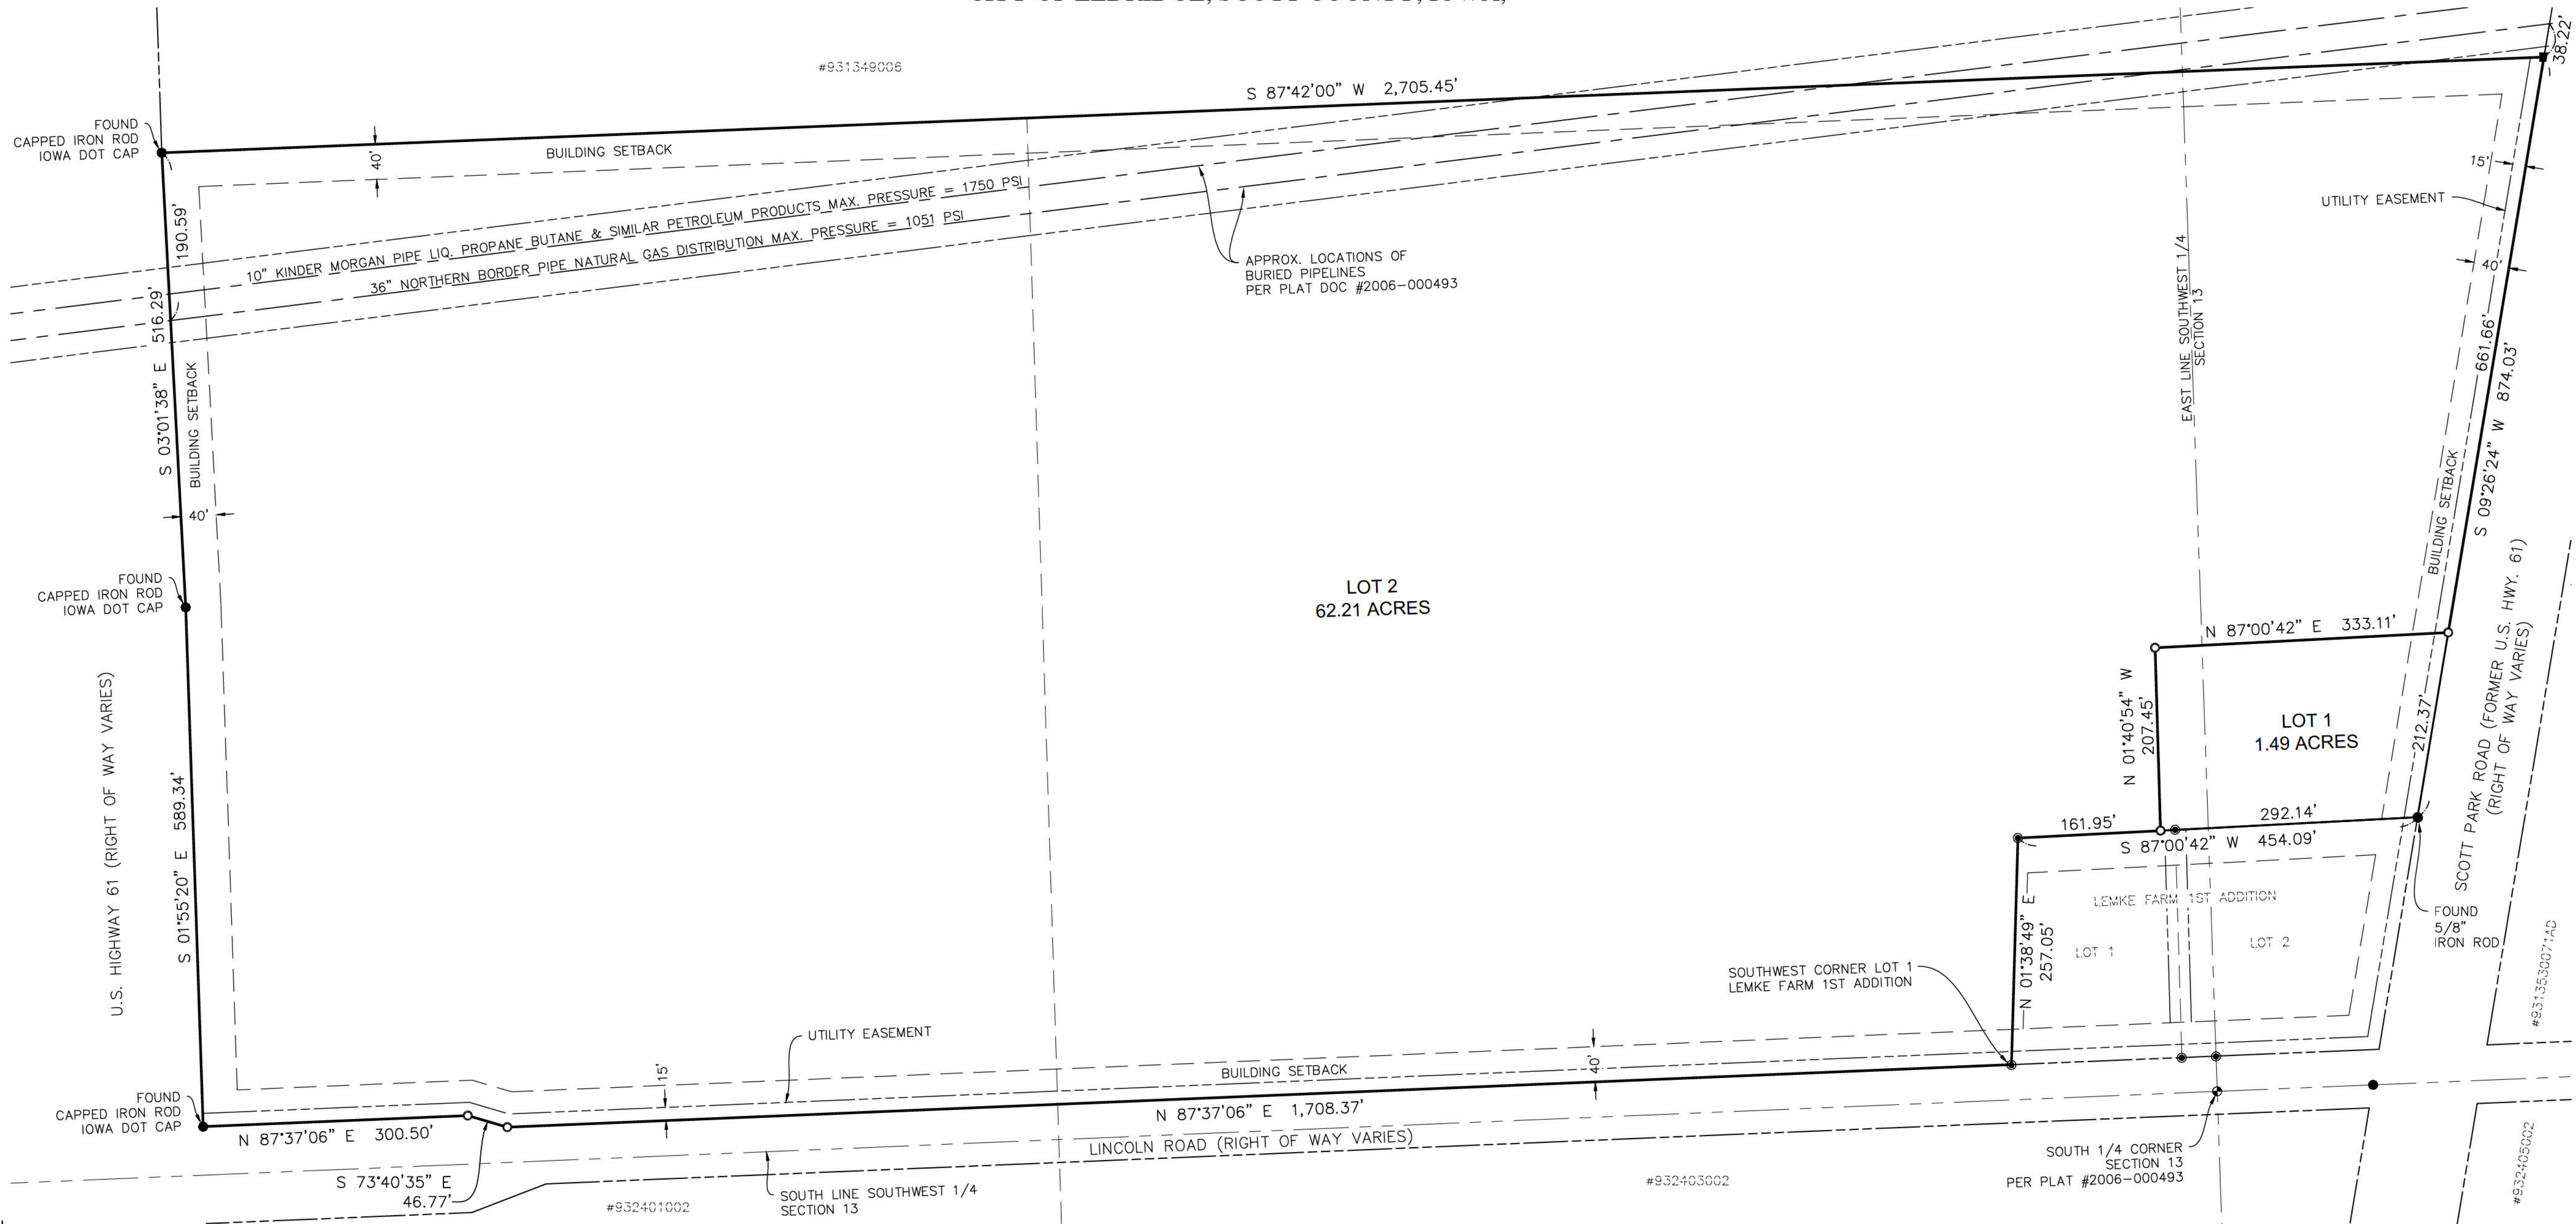 CITY OF ELDRIDGE, SCOTT COUNTY, IOWA,
38.22'
#931349006
S 87°42'00" W 2,705.45'
FOUND
CAPPED IRON ROD
IOWA DOT CAP
40'
BUILDING SETBACK
15'
UTILITY EASEMENT
190.59'
10" KINDER MORGAN PIPE LIQ. PROPANE BUTANE & SIMILAR PETROLEUM PRODUCTS MAX. PRESSURE = 1750 PSI
36" NORTHERN BORDER PIPE NATURAL GAS DISTRIBUTION MAX. PRESSURE = 1051 PSI
APPROX. LOCATIONS OF
BURIED PIPELINES
PER PLAT DOC #2006-000493
EAST LINE SOUTHWEST 1/4
SECTION 13
40'
S 03°01'38" E 516.29'
BUILDING SETBACK
40'
661.66'
S 09°26'24" W 874.03'
BUILDING SETBACK
FOUND
CAPPED IRON ROD
IOWA DOT CAP
LOT 2
62.21 ACRES
N 87°00'42" E 333.11'
N 01°40'54" W
207.45'
LOT 1
1.49 ACRES
212.37'
SCOTT PARK ROAD (FORMER U.S. HWY. 61)
(RIGHT OF WAY VARIES)
U.S. HIGHWAY 61 (RIGHT OF WAY VARIES)
S 01°55'20" E 589.34'
161.95'
292.14'
S 87°00'42" W 454.09'
LEMKE FARM 1ST ADDITION
LOT 1
LOT 2
FOUND
5/8"
IRON ROD
N 01°38'49" E
257.05'
SOUTHWEST CORNER LOT 1
LEMKE FARM 1ST ADDITION
#9313530071AD
UTILITY EASEMENT
15'
BUILDING SETBACK
40'
FOUND
CAPPED IRON ROD
IOWA DOT CAP
N 87°37'06" E 300.50'
N 87°37'06" E 1,708.37'
LINCOLN ROAD (RIGHT OF WAY VARIES)
S 73°40'35" E
46.77'
SOUTH LINE SOUTHWEST 1/4
SECTION 13
#932401002
#932403002
SOUTH 1/4 CORNER
SECTION 13
PER PLAT #2006-000493
#932405002